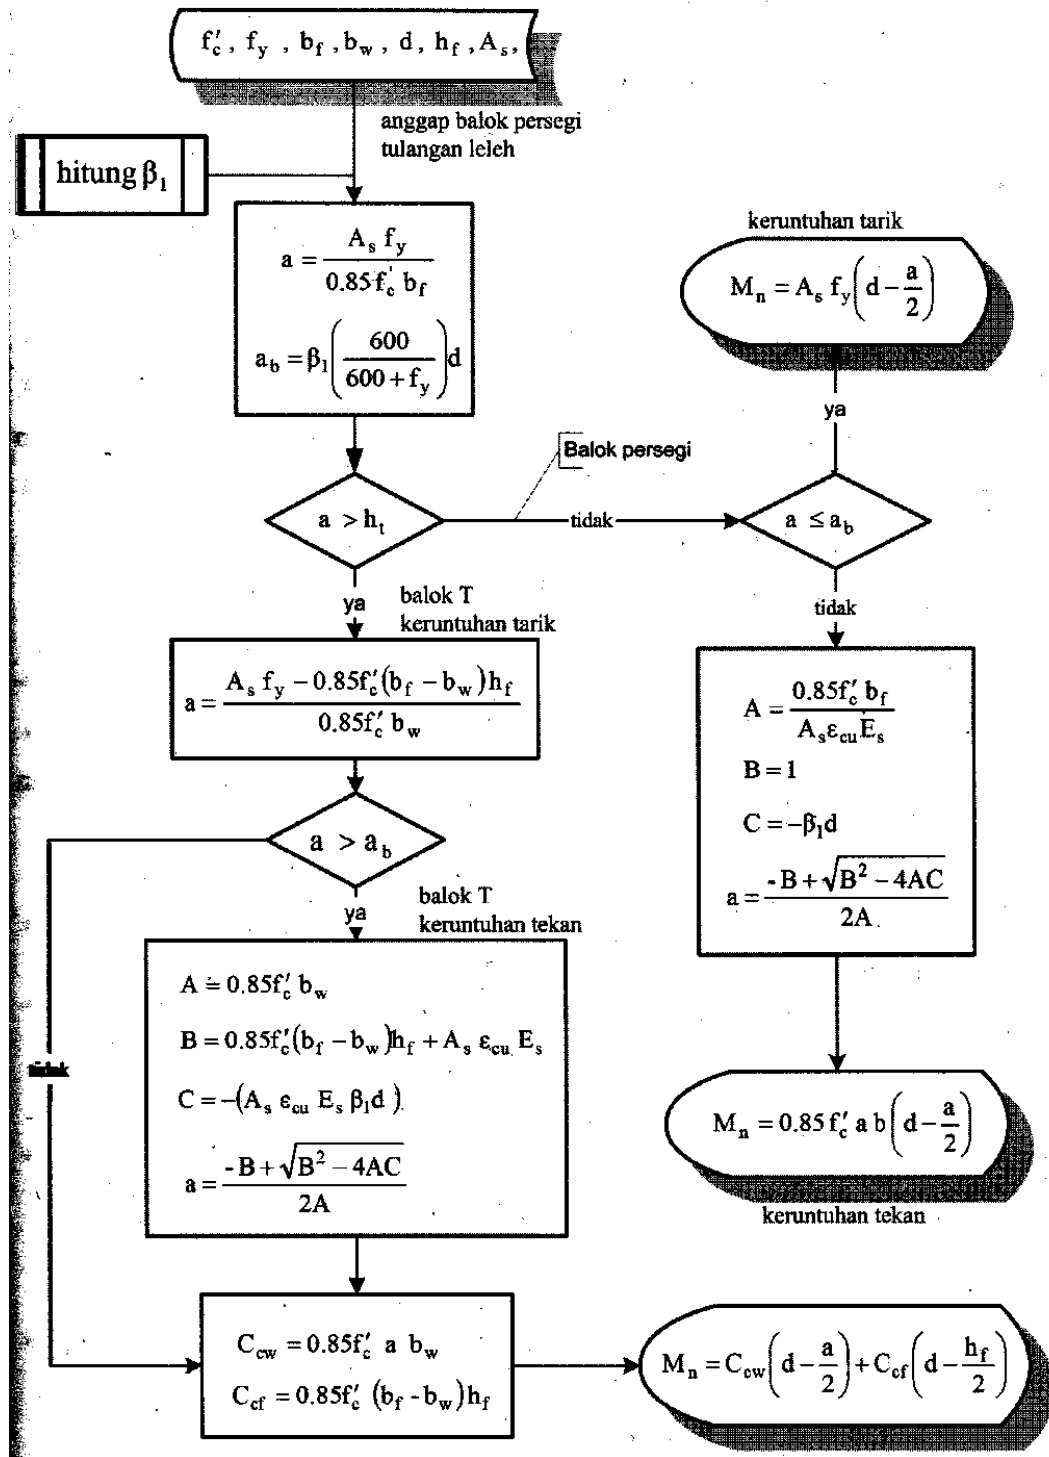 f′c , fy , bf , bw , d, hf , As ,
anggap balok persegi
tulangan leleh
hitung β1
a = As fy / 0.85 f′c bf
ab = β1 ( 600 / 600 + fy ) d
keruntuhan tarik
Mn = As fy ( d − a/2 )
ya
Balok persegi
a > ht
tidak
a ≤ ab
ya
balok T
keruntuhan tarik
tidak
a = As fy − 0.85f′c (bf − bw) hf / 0.85f′c bw
A = 0.85f′c bf / As εcu Es
B = 1
C = −β1d
a = -B + √B² − 4AC / 2A
a > ab
ya
balok T
keruntuhan tekan
A = 0.85f′c bw
B = 0.85f′c (bf − bw)hf + As εcu Es
C = −(As εcu Es β1d )
a = -B + √B² − 4AC / 2A
tidak
Mn = 0.85 f′c a b ( d − a/2 )
keruntuhan tekan
Ccw = 0.85f′c a bw
Ccf = 0.85f′c (bf - bw) hf
Mn = Ccw ( d − a/2 ) + Ccf ( d − hf/2 )